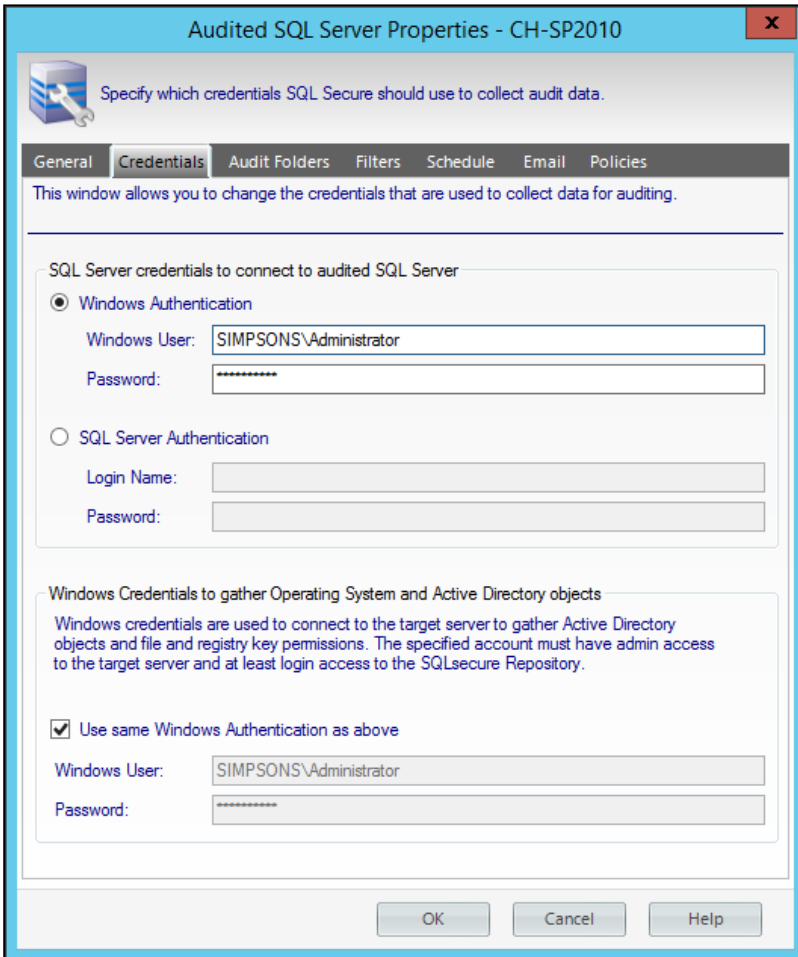 Audited SQL Server Properties - CH-SP2010
x
Specify which credentials SQL Secure should use to collect audit data.
General Credentials Audit Folders Filters Schedule Email Policies
This window allows you to change the credentials that are used to collect data for auditing.
SQL Server credentials to connect to audited SQL Server
Windows Authentication
Windows User: SIMPSONS\Administrator
Password: **********
SQL Server Authentication
Login Name:
Password:
Windows Credentials to gather Operating System and Active Directory objects
Windows credentials are used to connect to the target server to gather Active Directory
objects and file and registry key permissions. The specified account must have admin access
to the target server and at least login access to the SQLsecure Repository.
Use same Windows Authentication as above
Windows User: SIMPSONS\Administrator
Password: **********
OK Cancel Help